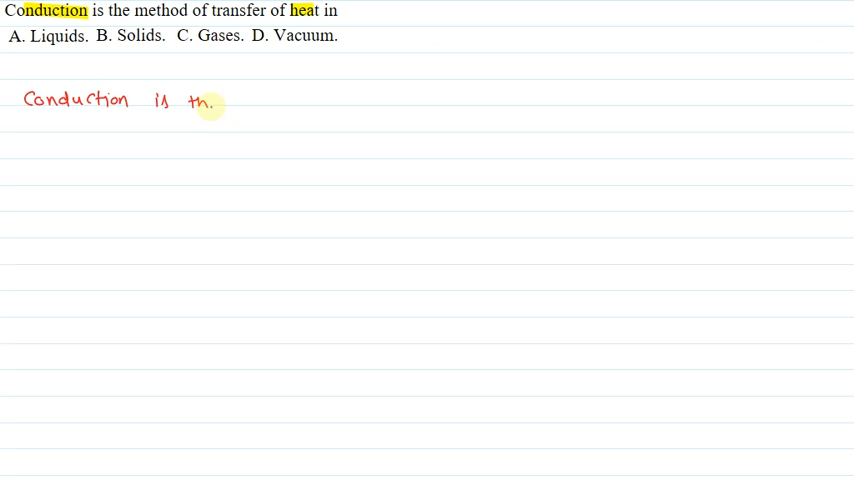 Conduction is the method of transfer of heat in
A. Liquids. B. Solids. C. Gases. D. Vacuum.
Conduction is th